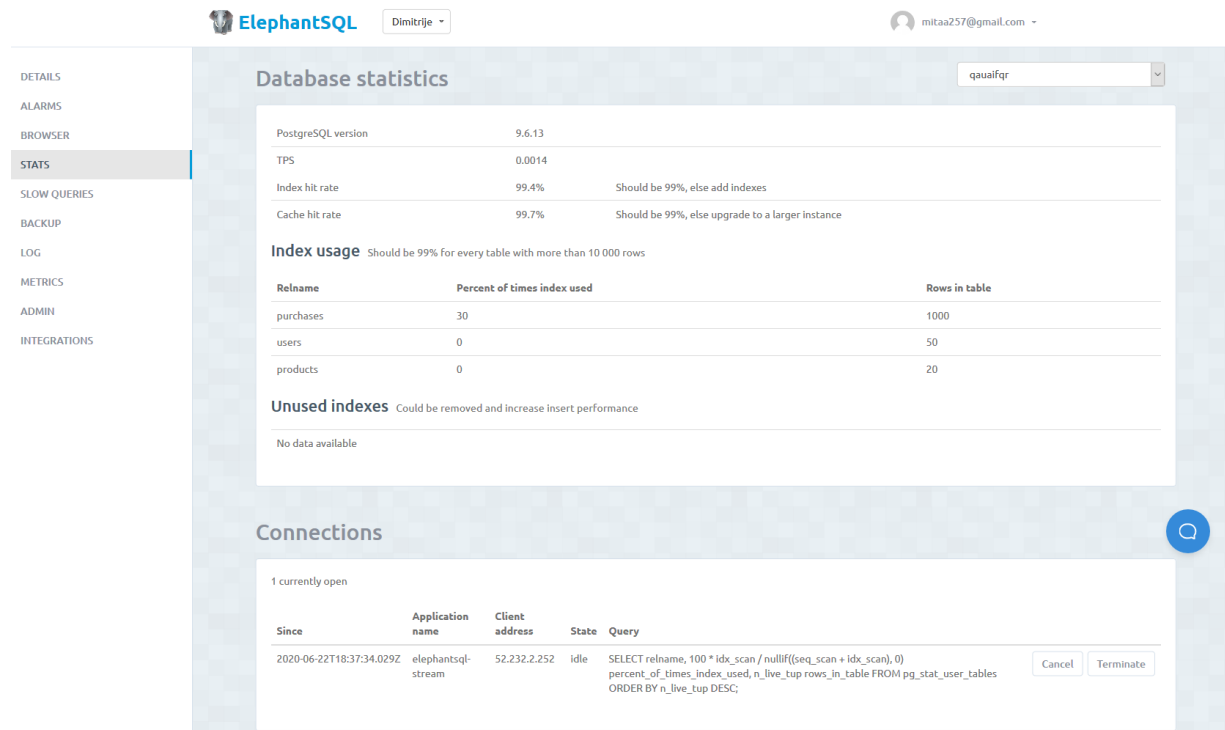 ElephantSQL Dimitrije mitaa257@gmail.com
DETAILS
ALARMS
BROWSER
STATS
SLOW QUERIES
BACKUP
LOG
METRICS
ADMIN
INTEGRATIONS
Database statistics qauaifqr
PostgreSQL version 9.6.13
TPS 0.0014
Index hit rate 99.4% Should be 99%, else add indexes
Cache hit rate 99.7% Should be 99%, else upgrade to a larger instance
Index usage Should be 99% for every table with more than 10 000 rows
Relname Percent of times index used Rows in table
purchases 30 1000
users 0 50
products 0 20
Unused indexes Could be removed and increase insert performance
No data available
Connections
1 currently open
Since Application name Client address State Query
2020-06-22T18:37:34.029Z elephantsql-stream 52.232.2.252 idle SELECT relname, 100 * idx_scan / nullif((seq_scan + idx_scan), 0)
percent_of_times_index_used, n_live_tup rows_in_table FROM pg_stat_user_tables
ORDER BY n_live_tup DESC;
Cancel Terminate